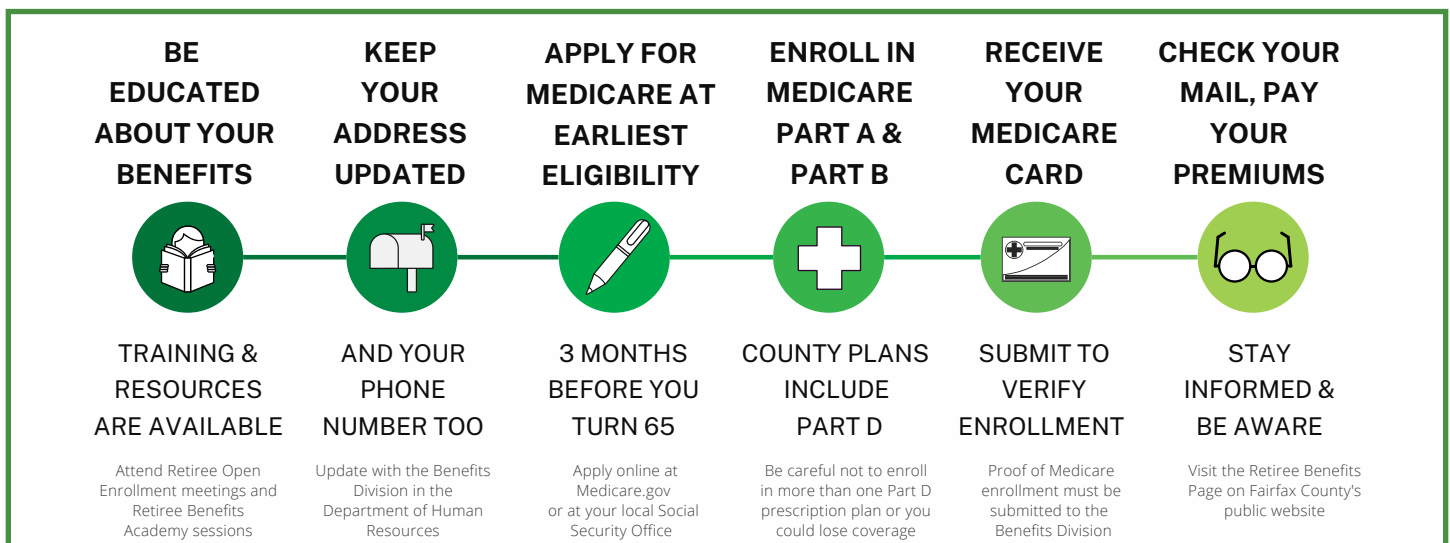 BE
EDUCATED
ABOUT YOUR
BENEFITS
TRAINING &
RESOURCES
ARE AVAILABLE
Attend Retiree Open
Enrollment meetings and
Retiree Benefits
Academy sessions
KEEP
YOUR
ADDRESS
UPDATED
AND YOUR
PHONE
NUMBER TOO
Update with the Benefits
Division in the
Department of Human
Resources
APPLY FOR
MEDICARE AT
EARLIEST
ELIGIBILITY
3 MONTHS
BEFORE YOU
TURN 65
Apply online at
Medicare.gov
or at your local Social
Security Office
ENROLL IN
MEDICARE
PART A &
PART B
COUNTY PLANS
INCLUDE
PART D
Be careful not to enroll
in more than one Part D
prescription plan or you
could lose coverage
RECEIVE
YOUR
MEDICARE
CARD
SUBMIT TO
VERIFY
ENROLLMENT
Proof of Medicare
enrollment must be
submitted to the
Benefits Division
CHECK YOUR
MAIL, PAY
YOUR
PREMIUMS
STAY
INFORMED &
BE AWARE
Visit the Retiree Benefits
Page on Fairfax County's
public website